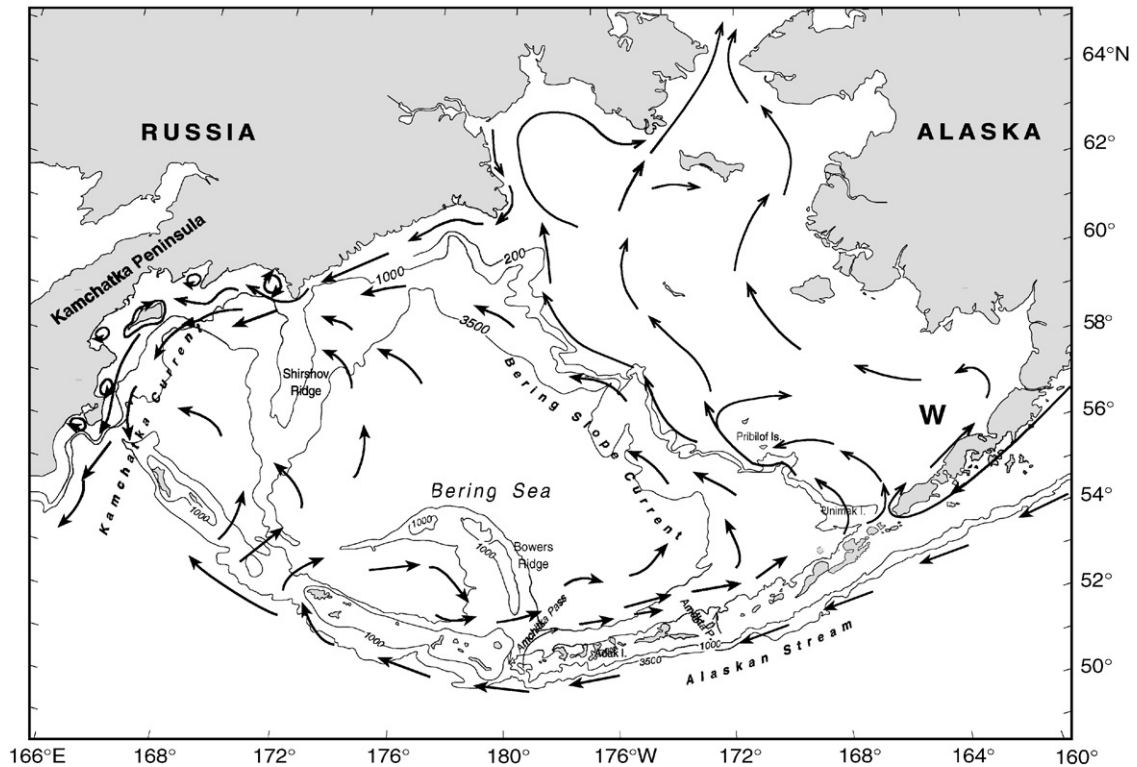 64°N
RUSSIA
ALASKA
62°
Kamchatka Peninsula
60°
200
1000
3500
58°
Shirshov
Ridge
Bering Slope Current
Kamchatka Current
W
56°
Pribilof Is.
Bering Sea
54°
1000
Unimak I.
1000
1000
Bowers
Ridge
52°
Amchitka Pass
Amukta P.
1000
Adak I.
1000
3500
Alaskan Stream
50°
166°E
168°
172°
176°
180°
176°W
172°
168°
164°
160°